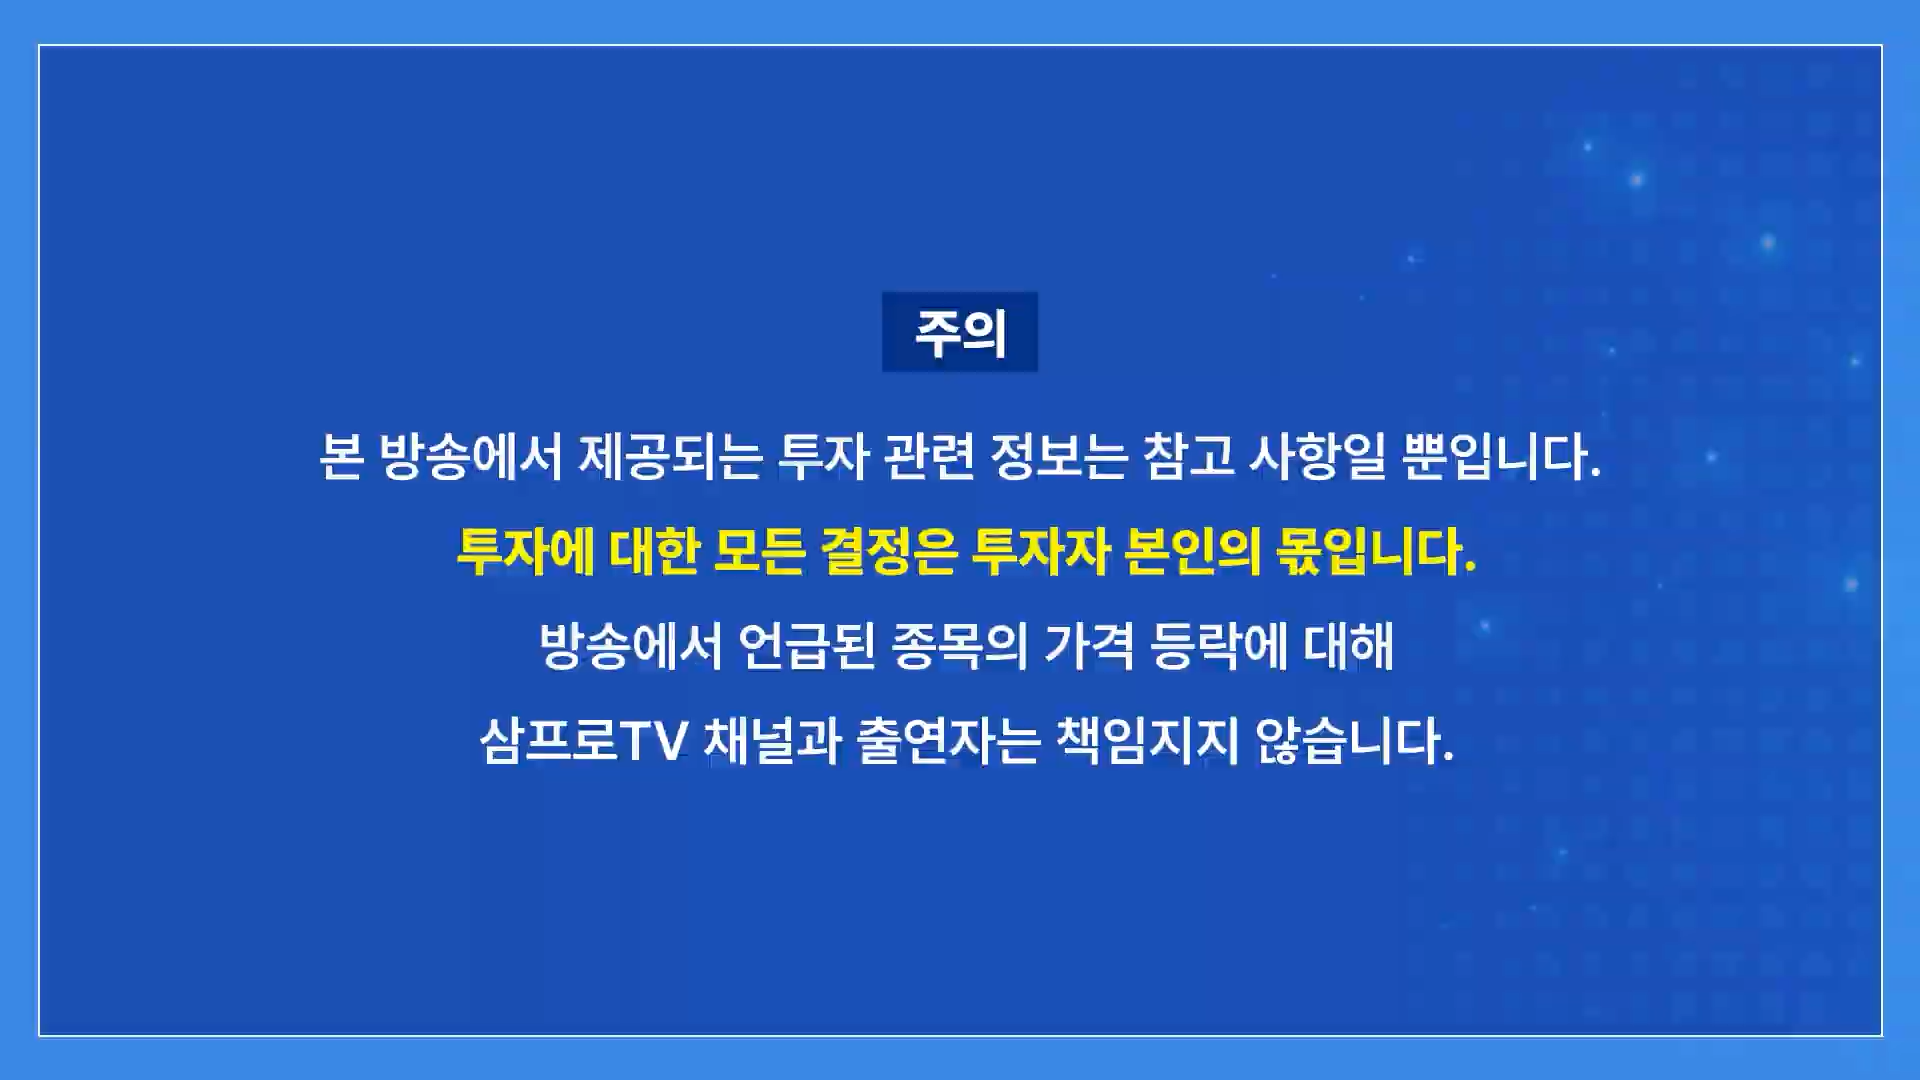 주의
본 방송에서 제공되는 투자 관련 정보는 참고 사항일 뿐입니다.
투자에 대한 모든 결정은 투자자 본인의 몫입니다.
방송에서 언급된 종목의 가격 등락에 대해
삼프로TV 채널과 출연자는 책임지지 않습니다.